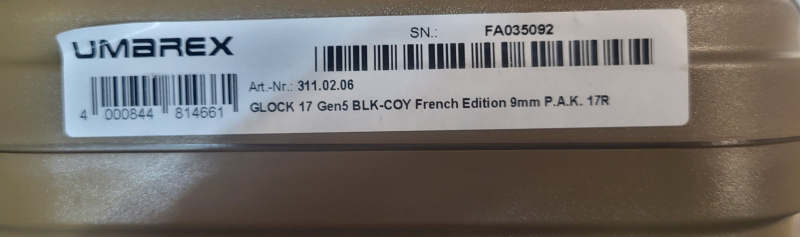 UMAREX
SN.: FA035092
Art.-Nr.: 311.02.06
4 000844 814661
GLOCK 17 Gen5 BLK-COY French Edition 9mm P.A.K. 17R